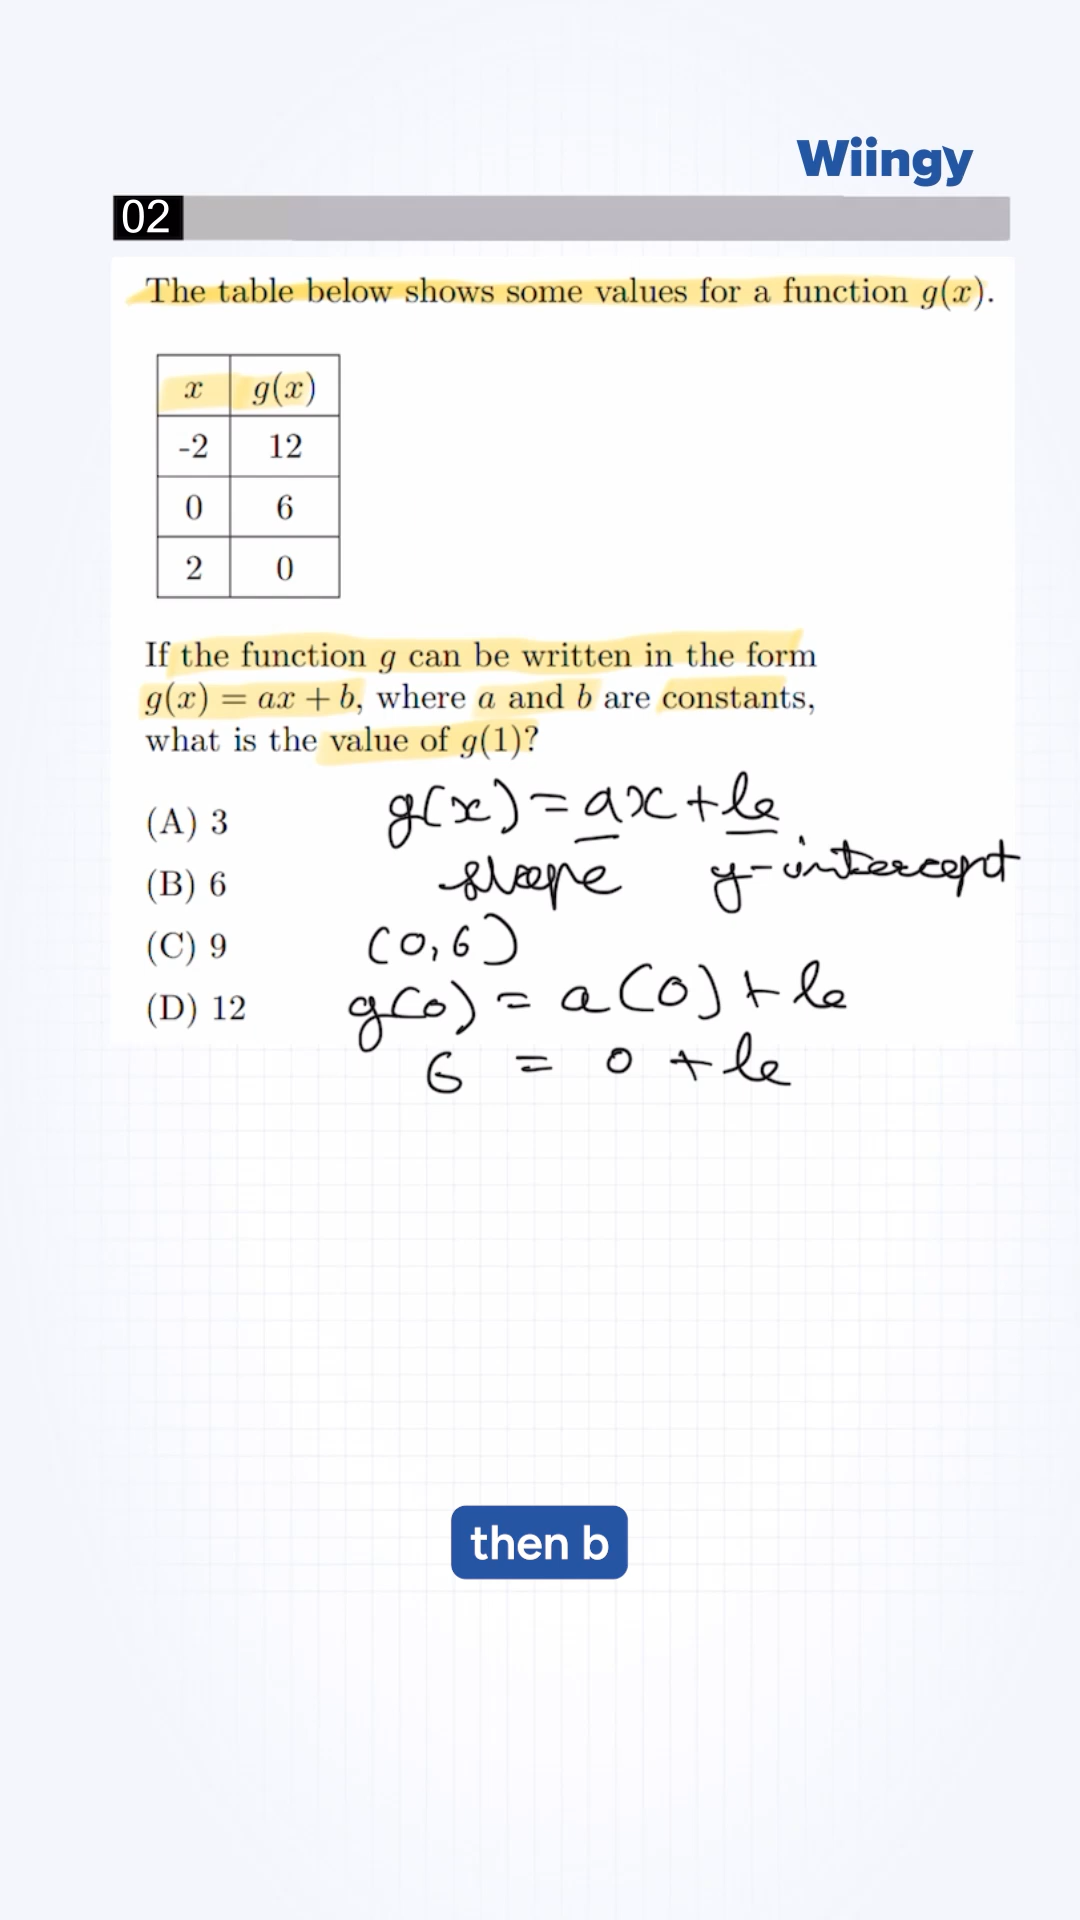 Wiingy
02
The table below shows some values for a function g(x).
x g(x)
-2 12
0 6
2 0
If the function g can be written in the form
g(x) = ax + b, where a and b are constants,
what is the value of g(1)?
(A) 3
(B) 6
(C) 9
(D) 12
g(x) = ax + b
slope y-intercept
(0,6)
g(0) = a(0) + b
6 = 0 + b
then b